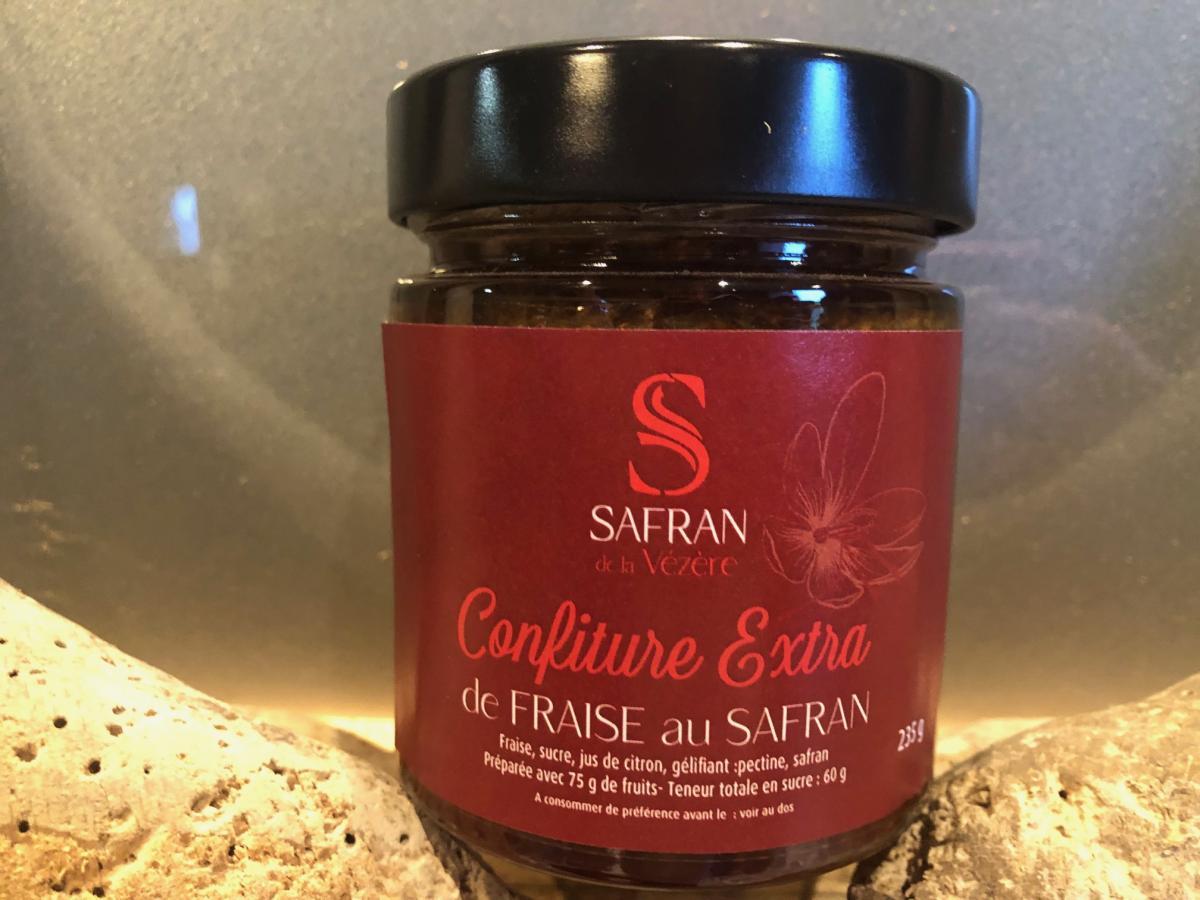 S
SAFRAN
de la Vézère
Confiture Extra
de FRAISE au SAFRAN
235 g
Fraise, sucre, jus de citron, gélifiant :pectine, safran
Préparée avec 75 g de fruits- Teneur totale en sucre : 60 g
A consommer de préférence avant le : voir au dos